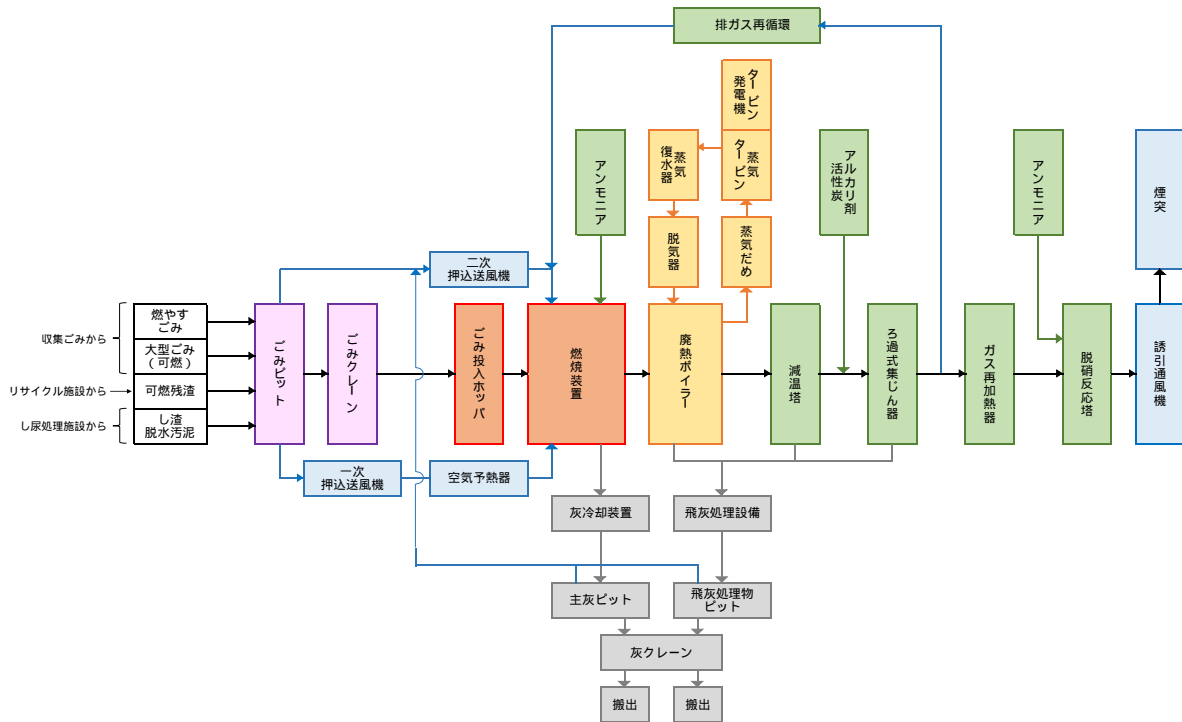 排ガス再循環
タービン
発電機
アンモニア
蒸気
復水器
蒸気
タービン
アルカリ剤
活性炭
アンモニア
煙突
脱気器
蒸気だめ
二次
押込送風機
収集ごみから
燃やす
ごみ
大型ごみ
(可燃)
リサイクル施設から
可燃残渣
し尿処理施設から
し渣
脱水汚泥
ごみピット
ごみクレーン
ごみ投入ホッパ
燃焼装置
廃熱ボイラー
減温塔
ろ過式集じん器
ガス再加熱器
脱硝反応塔
誘引通風機
一次
押込送風機
空気予熱器
灰冷却装置
飛灰処理設備
主灰ピット
飛灰処理物
ピット
灰クレーン
搬出
搬出